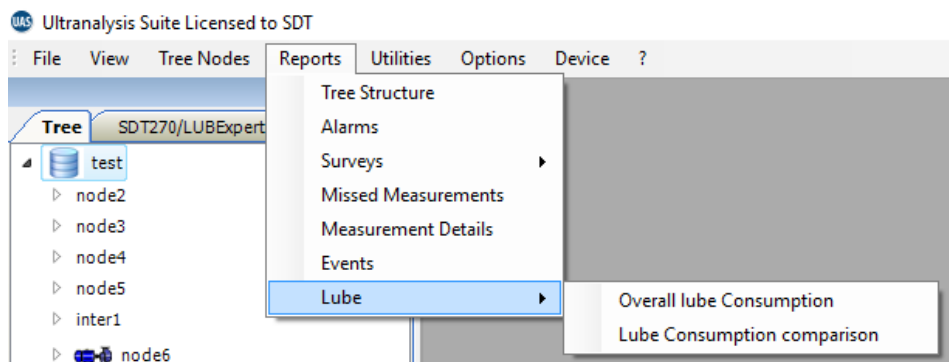 UAS Ultranalysis Suite Licensed to SDT
File View Tree Nodes Reports Utilities Options Device ?
Tree SDT270/LUBExpert
test
node2
node3
node4
node5
inter1
node6
Tree Structure
Alarms
Surveys
Missed Measurements
Measurement Details
Events
Lube
Overall lube Consumption
Lube Consumption comparison